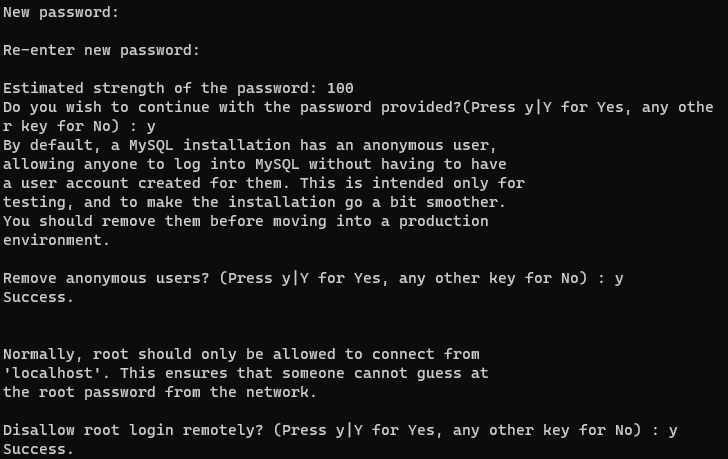 New password:
Re-enter new password:
Estimated strength of the password: 100
Do you wish to continue with the password provided?(Press y|Y for Yes, any othe
r key for No) : y
By default, a MySQL installation has an anonymous user,
allowing anyone to log into MySQL without having to have
a user account created for them. This is intended only for
testing, and to make the installation go a bit smoother.
You should remove them before moving into a production
environment.
Remove anonymous users? (Press y|Y for Yes, any other key for No) : y
Success.
Normally, root should only be allowed to connect from
'localhost'. This ensures that someone cannot guess at
the root password from the network.
Disallow root login remotely? (Press y|Y for Yes, any other key for No) : y
Success.